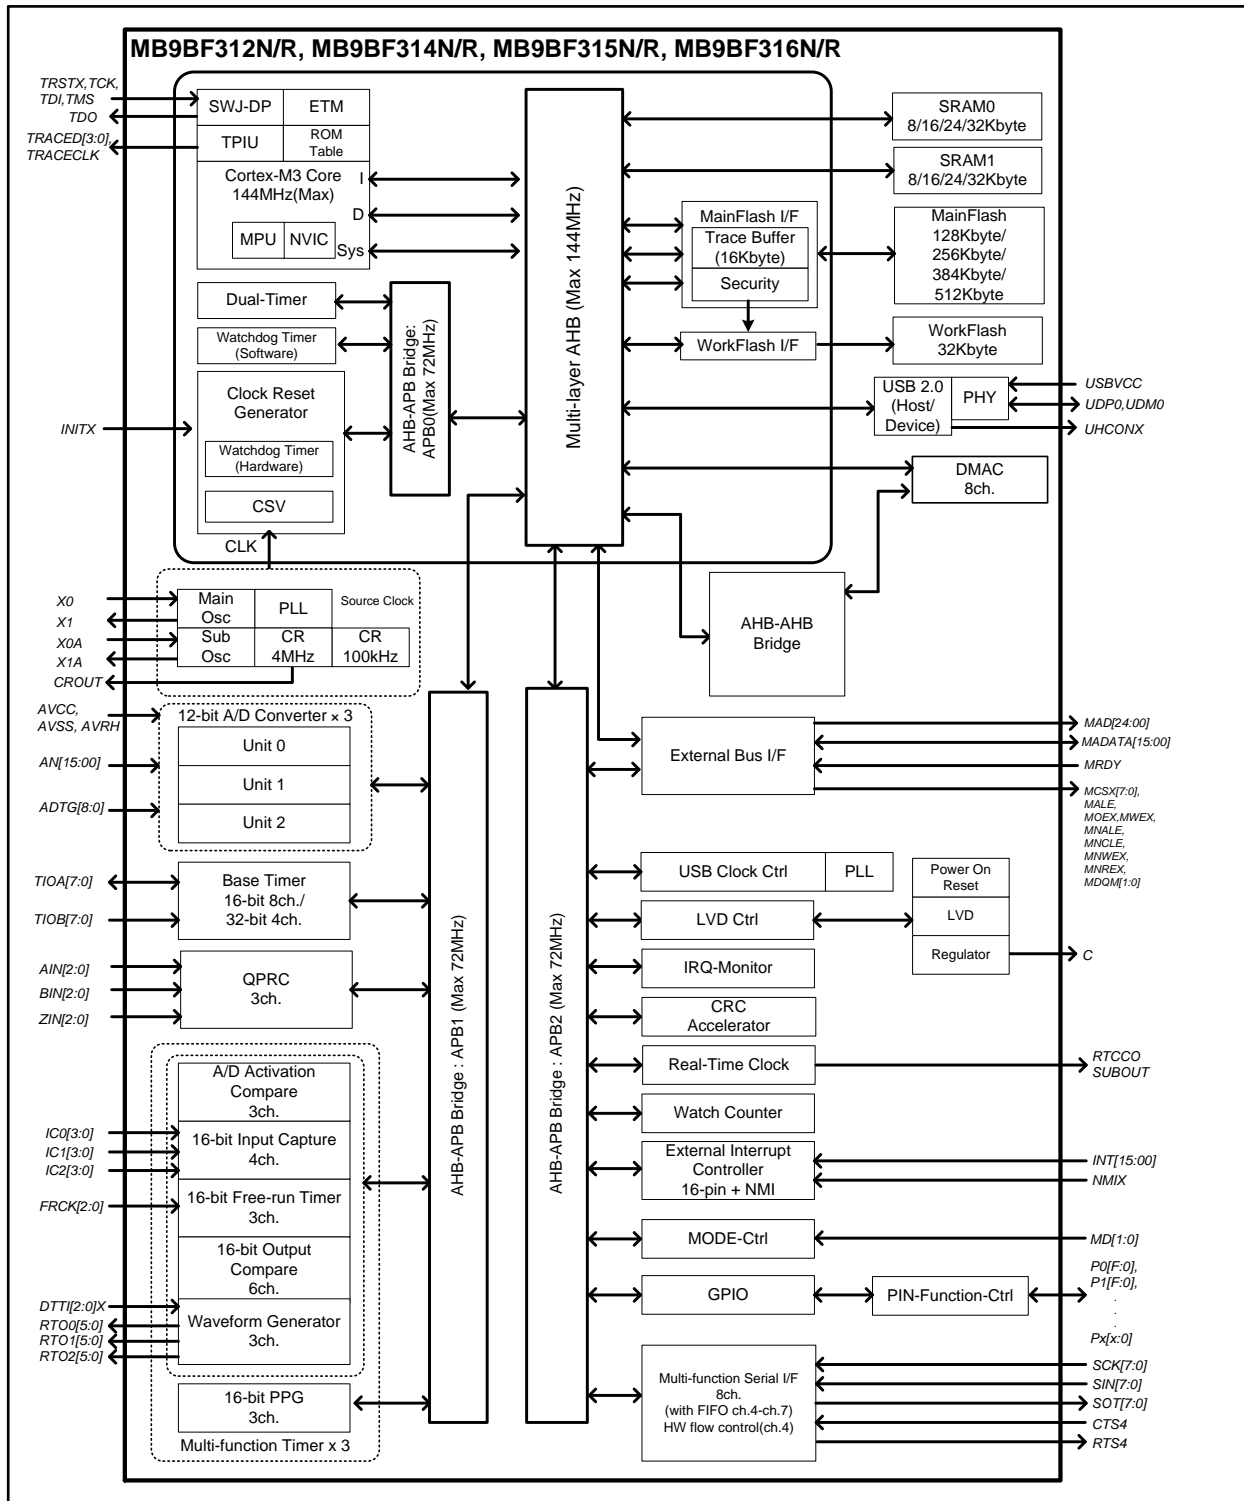 MB9BF312N/R, MB9BF314N/R, MB9BF315N/R, MB9BF316N/R
TRSTX,TCK,
TDI,TMS
TDO
TRACED[3:0],
TRACECLK
SWJ-DP
ETM
TPIU
ROM
Table
Cortex-M3 Core
144MHz(Max)
I
D
Sys
MPU
NVIC
Dual-Timer
Watchdog Timer
(Software)
Clock Reset
Generator
Watchdog Timer
(Hardware)
CSV
CLK
INITX
AHB-APB Bridge:
APB0(Max 72MHz)
Multi-layer AHB (Max 144MHz)
SRAM0
8/16/24/32Kbyte
SRAM1
8/16/24/32Kbyte
MainFlash I/F
Trace Buffer
(16Kbyte)
Security
MainFlash
128Kbyte/
256Kbyte/
384Kbyte/
512Kbyte
WorkFlash I/F
WorkFlash
32Kbyte
USB 2.0
(Host/
Device)
PHY
USBVCC
UDP0,UDM0
UHCONX
DMAC
8ch.
AHB-AHB
Bridge
X0
X1
X0A
X1A
CROUT
Main
Osc
PLL
Source Clock
Sub
Osc
CR
4MHz
CR
100kHz
AVCC,
AVSS, AVRH
AN[15:00]
ADTG[8:0]
12-bit A/D Converter × 3
Unit 0
Unit 1
Unit 2
TIOA[7:0]
TIOB[7:0]
Base Timer
16-bit 8ch./
32-bit 4ch.
AIN[2:0]
BIN[2:0]
ZIN[2:0]
QPRC
3ch.
A/D Activation
Compare
3ch.
IC0[3:0]
IC1[3:0]
IC2[3:0]
16-bit Input Capture
4ch.
FRCK[2:0]
16-bit Free-run Timer
3ch.
16-bit Output
Compare
6ch.
DTTI[2:0]X
RTO0[5:0]
RTO1[5:0]
RTO2[5:0]
Waveform Generator
3ch.
16-bit PPG
3ch.
Multi-function Timer x 3
AHB-APB Bridge : APB1 (Max 72MHz)
AHB-APB Bridge : APB2 (Max 72MHz)
External Bus I/F
MAD[24:00]
MADATA[15:00]
MRDY
MCSX[7:0],
MALE,
MOEX,MWEX,
MNALE,
MNCLE,
MNWEX,
MNREX,
MDQM[1:0]
USB Clock Ctrl
PLL
LVD Ctrl
Power On
Reset
LVD
Regulator
C
IRQ-Monitor
CRC
Accelerator
Real-Time Clock
RTCCO
SUBOUT
Watch Counter
External Interrupt
Controller
16-pin + NMI
INT[15:00]
NMIX
MODE-Ctrl
MD[1:0]
GPIO
PIN-Function-Ctrl
P0[F:0],
P1[F:0],
.
.
.
Px[x:0]
Multi-function Serial I/F
8ch.
(with FIFO ch.4-ch.7)
HW flow control(ch.4)
SCK[7:0]
SIN[7:0]
SOT[7:0]
CTS4
RTS4